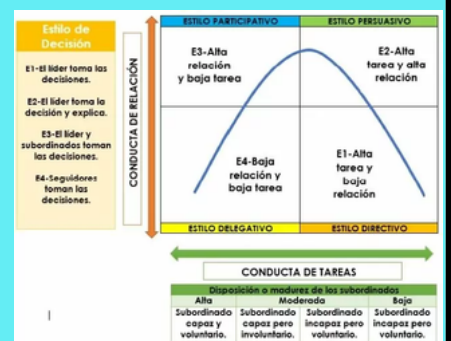 Estilo de
Decisión
E1-El líder toma las
decisiones.
E2-El líder toma la
decisión y explica.
E3-El líder y
subordinados toman
las decisiones.
E4-Seguidores
toman las
decisiones.
CONDUCTA DE RELACIÓN
ESTILO PARTICIPATIVO
ESTILO PERSUASIVO
E3-Alta
relación
y baja tarea
E2-Alta
tarea y alta
relación
E4-Baja
relación y
baja tarea
E1-Alta
tarea y
baja
relación
ESTILO DELEGATIVO
ESTILO DIRECTIVO
CONDUCTA DE TAREAS
Disposición o madurez de los subordinados
Alta
Moderada
Baja
Subordinado
capaz y
voluntario.
Subordinado
capaz pero
involuntario.
Subordinado
incapaz pero
voluntario.
Subordinado
incapaz pero
voluntario.